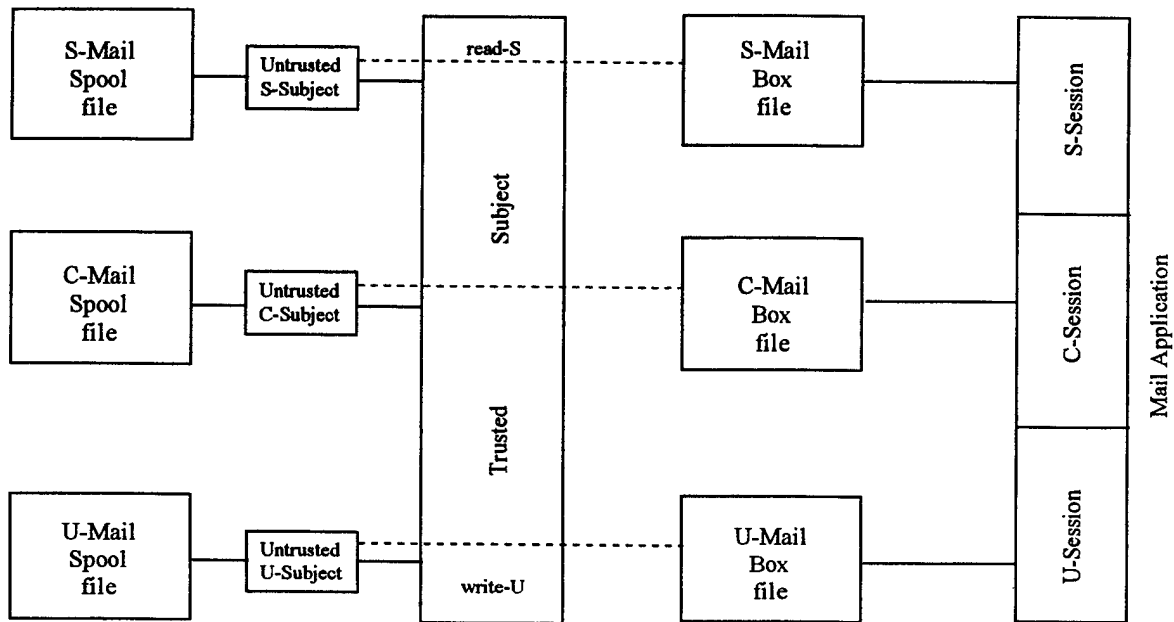 S-Mail
Spool
file
Untrusted
S-Subject
read-S
S-Mail
Box
file
S-Session
C-Mail
Spool
file
Untrusted
C-Subject
Subject
Trusted
C-Mail
Box
file
C-Session
Mail Application
U-Mail
Spool
file
Untrusted
U-Subject
write-U
U-Mail
Box
file
U-Session